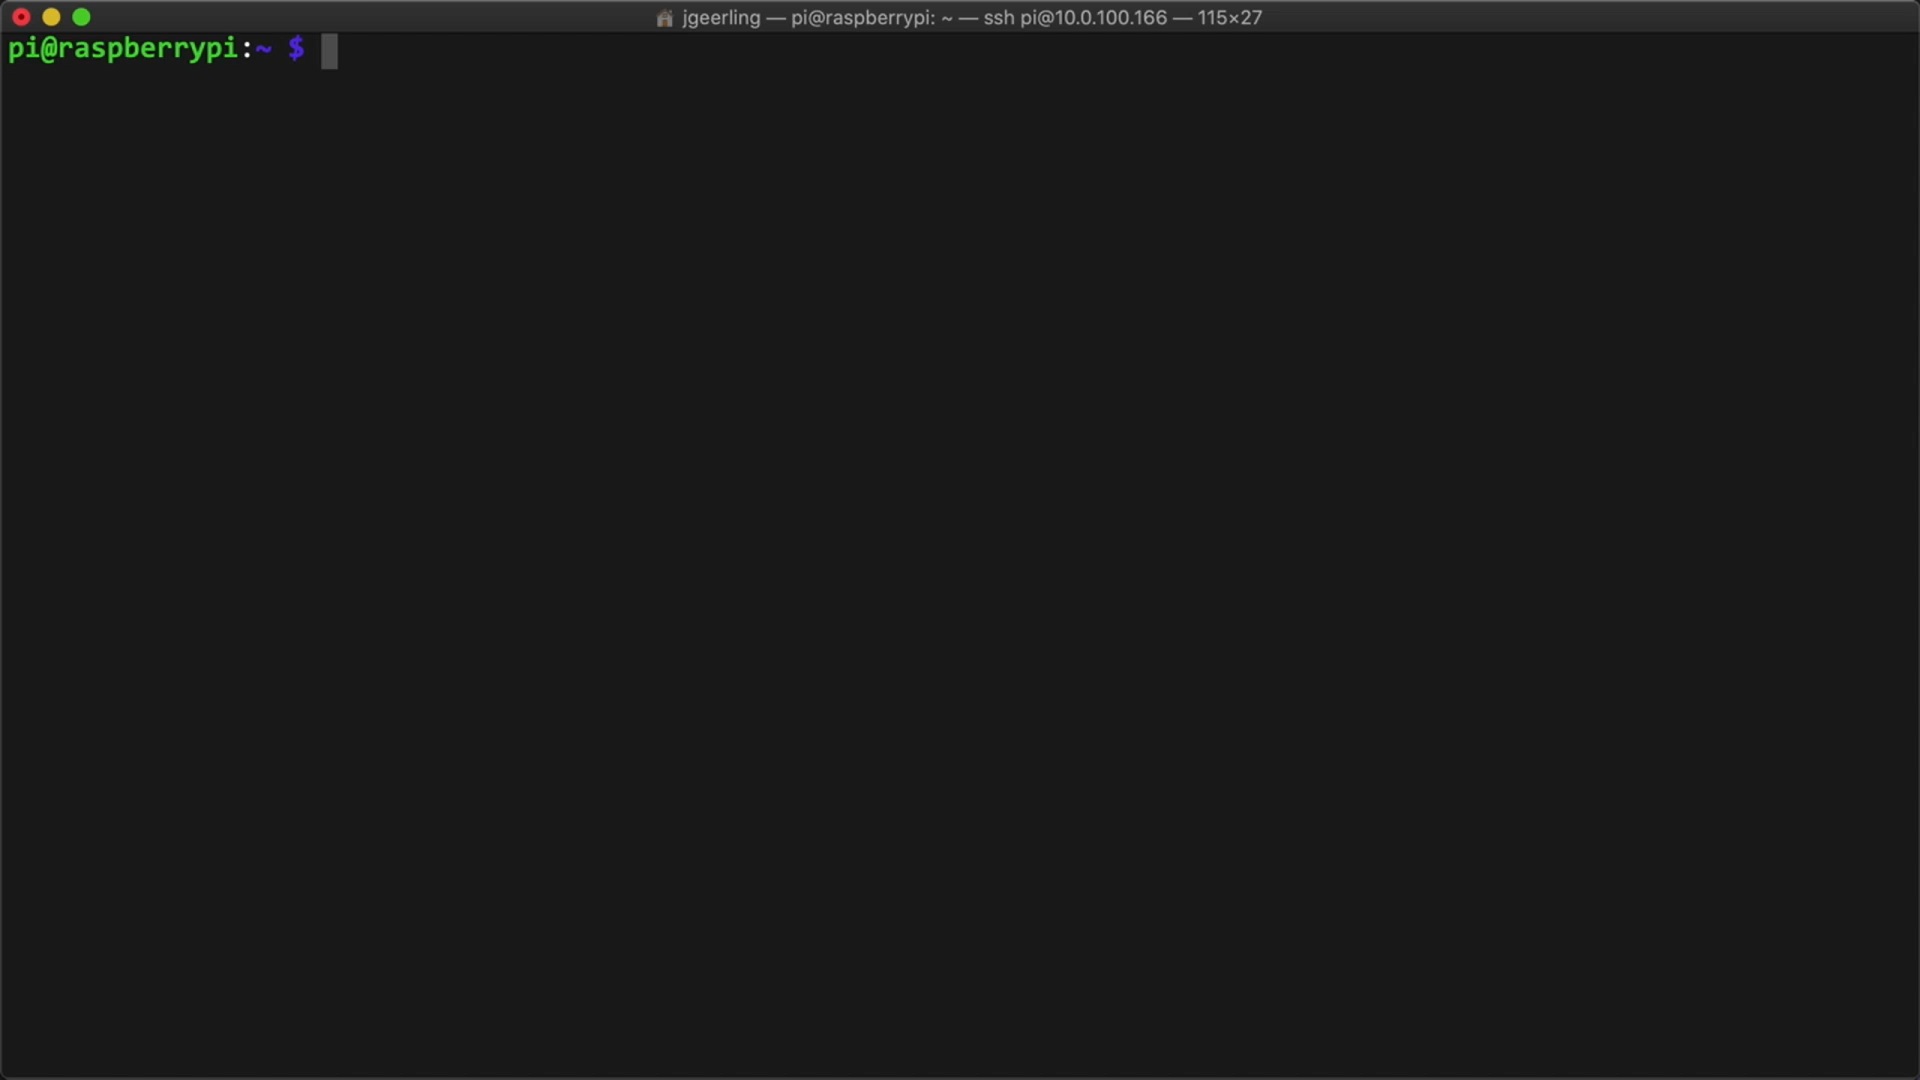 jgeerling — pi@raspberrypi: ~ — ssh pi@10.0.100.166 — 115×27
pi@raspberrypi:~ $